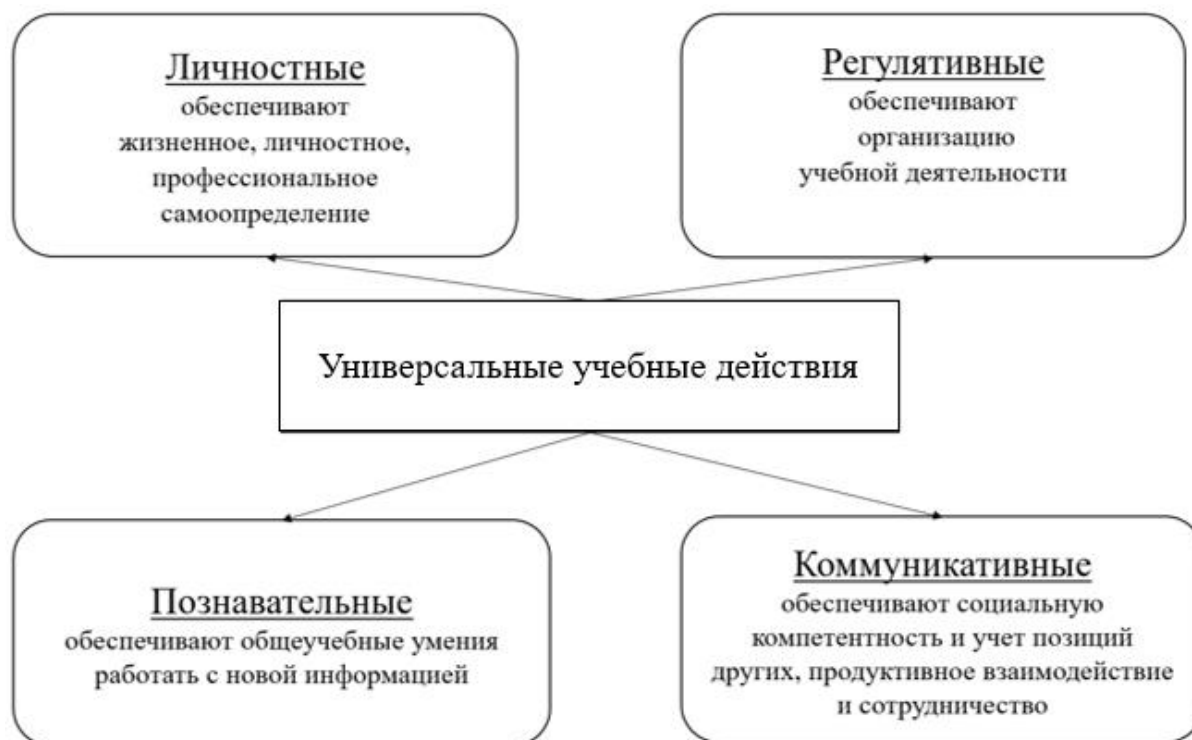 Личностные
обеспечивают
жизненное, личностное,
профессиональное
самоопределение
Регулятивные
обеспечивают
организацию
учебной деятельности
Универсальные учебные действия
Познавательные
обеспечивают общеучебные умения
работать с новой информацией
Коммуникативные
обеспечивают социальную
компетентность и учет позиций
других, продуктивное взаимодействие
и сотрудничество